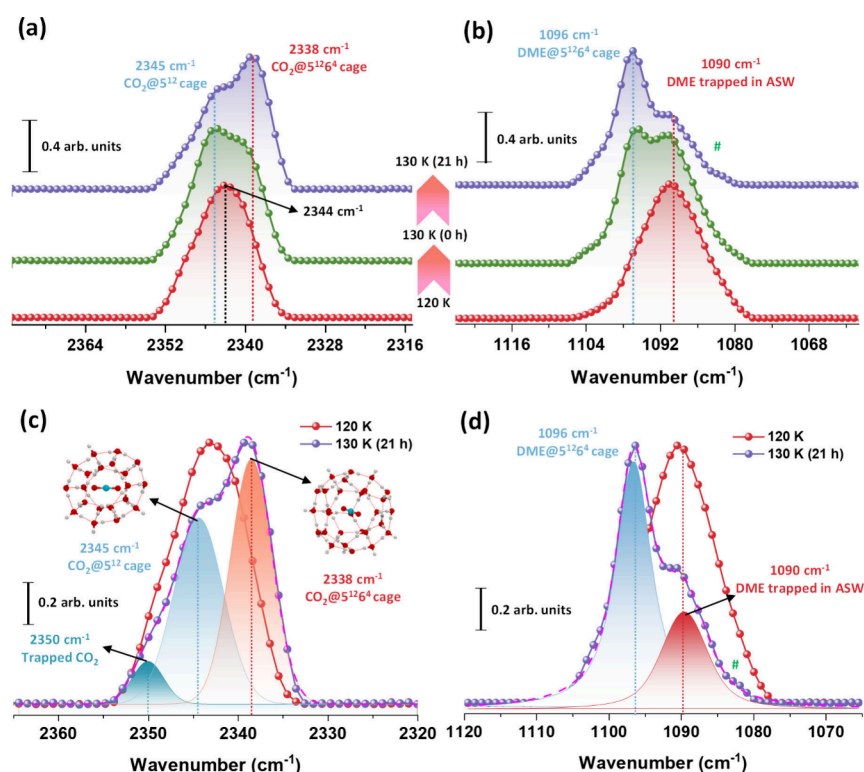 (a)
2345 cm⁻¹
CO₂@5¹² cage
2338 cm⁻¹
CO₂@5¹²6⁴ cage
0.4 arb. units
2344 cm⁻¹
2364 2352 2340 2328 2316
Wavenumber (cm⁻¹)
130 K (21 h)
130 K (0 h)
120 K
(b)
1096 cm⁻¹
DME@5¹²6⁴ cage
1090 cm⁻¹
DME trapped in ASW
0.4 arb. units
#
1116 1104 1092 1080 1068
Wavenumber (cm⁻¹)
(c)
120 K
130 K (21 h)
2345 cm⁻¹
CO₂@5¹² cage
2338 cm⁻¹
CO₂@5¹²6⁴ cage
0.2 arb. units
2350 cm⁻¹
Trapped CO₂
2360 2350 2340 2330 2320
Wavenumber (cm⁻¹)
(d)
1096 cm⁻¹
DME@5¹²6⁴ cage
120 K
130 K (21 h)
0.2 arb. units
1090 cm⁻¹
DME trapped in ASW
#
1120 1110 1100 1090 1080 1070
Wavenumber (cm⁻¹)